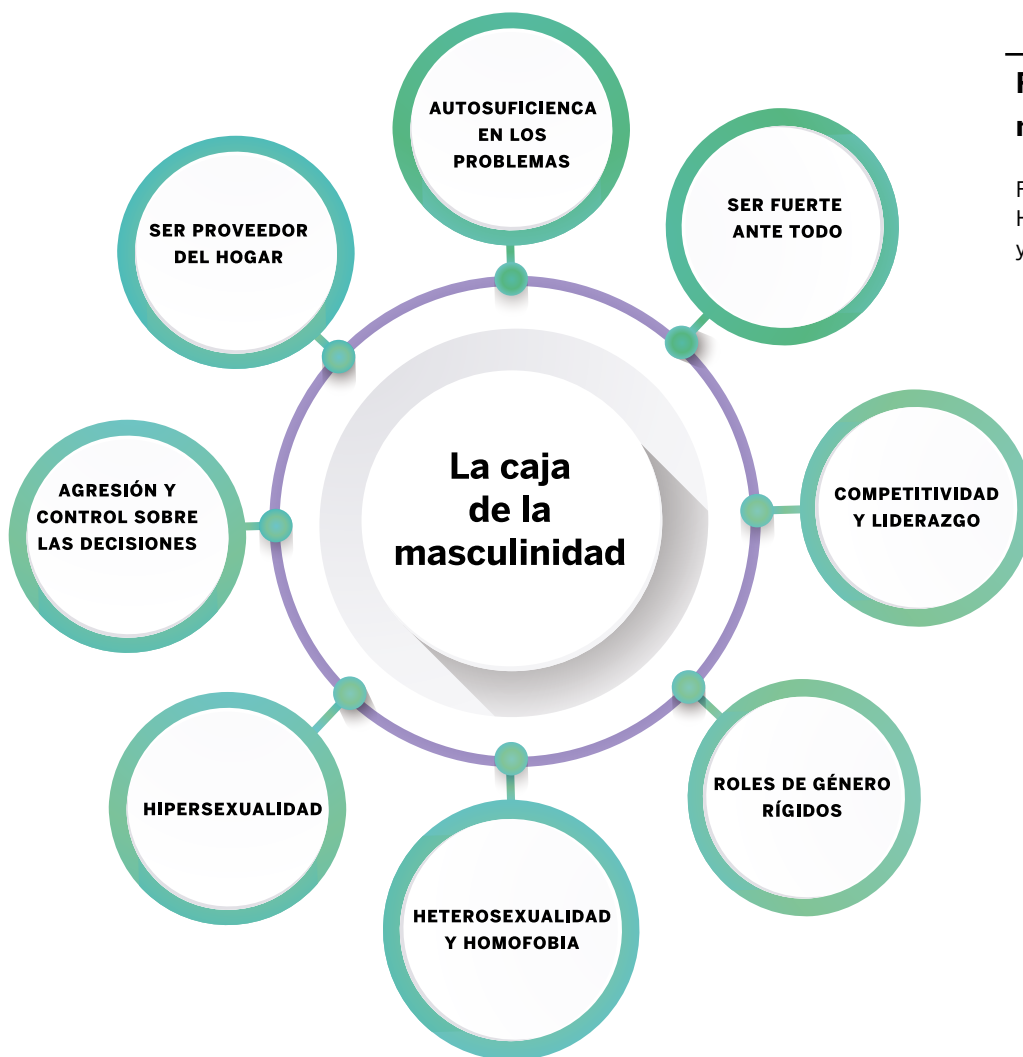 AUTOSUFICIENCA
EN LOS
PROBLEMAS
SER FUERTE
ANTE TODO
COMPETITIVIDAD
Y LIDERAZGO
ROLES DE GÉNERO
RÍGIDOS
HETEROSEXUALIDAD
Y HOMOFOBIA
HIPERSEXUALIDAD
AGRESIÓN Y
CONTROL SOBRE
LAS DECISIONES
SER PROVEEDOR
DEL HOGAR
La caja
de la
masculinidad
y